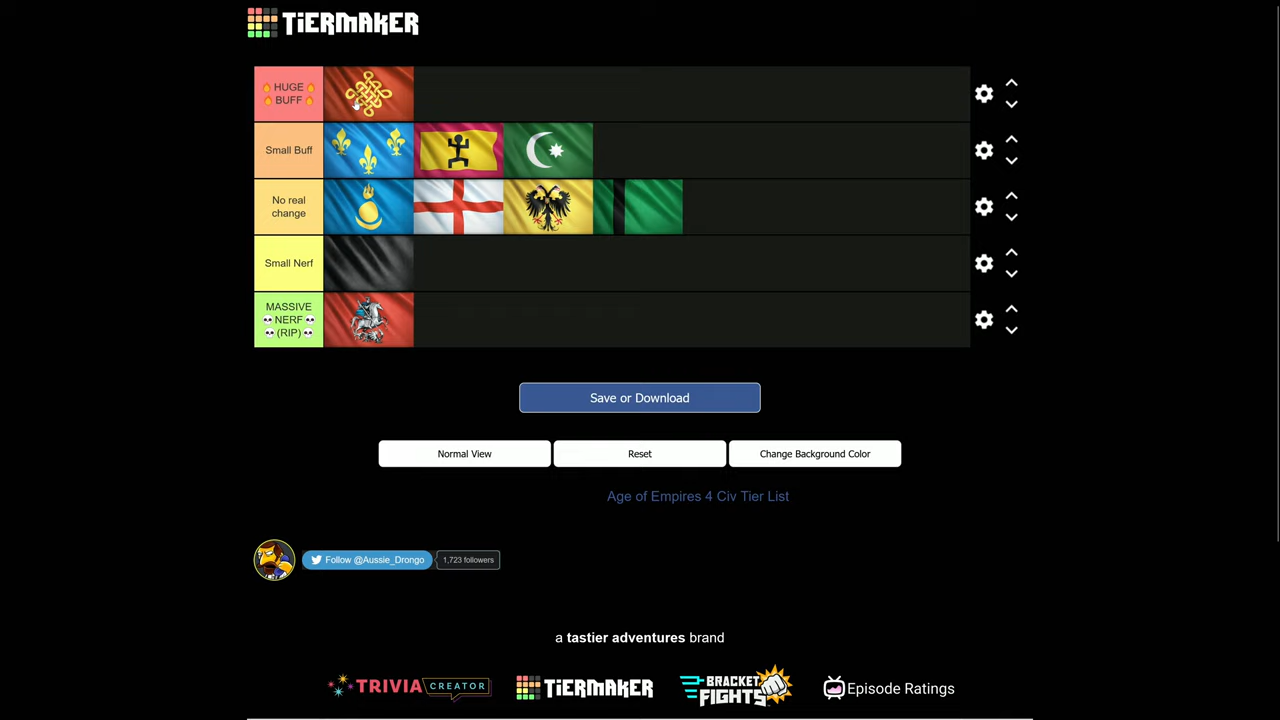 TiERMAKER
HUGE
BUFF
Small Buff
No real
change
Small Nerf
MASSIVE
NERF
(RIP)
Save or Download
Normal View
Reset
Change Background Color
Age of Empires 4 Civ Tier List
Follow @Aussie_Drongo
1,723 followers
a tastier adventures brand
TRIVIA CREATOR
TiERMAKER
BRACKET
FIGHTS
Episode Ratings